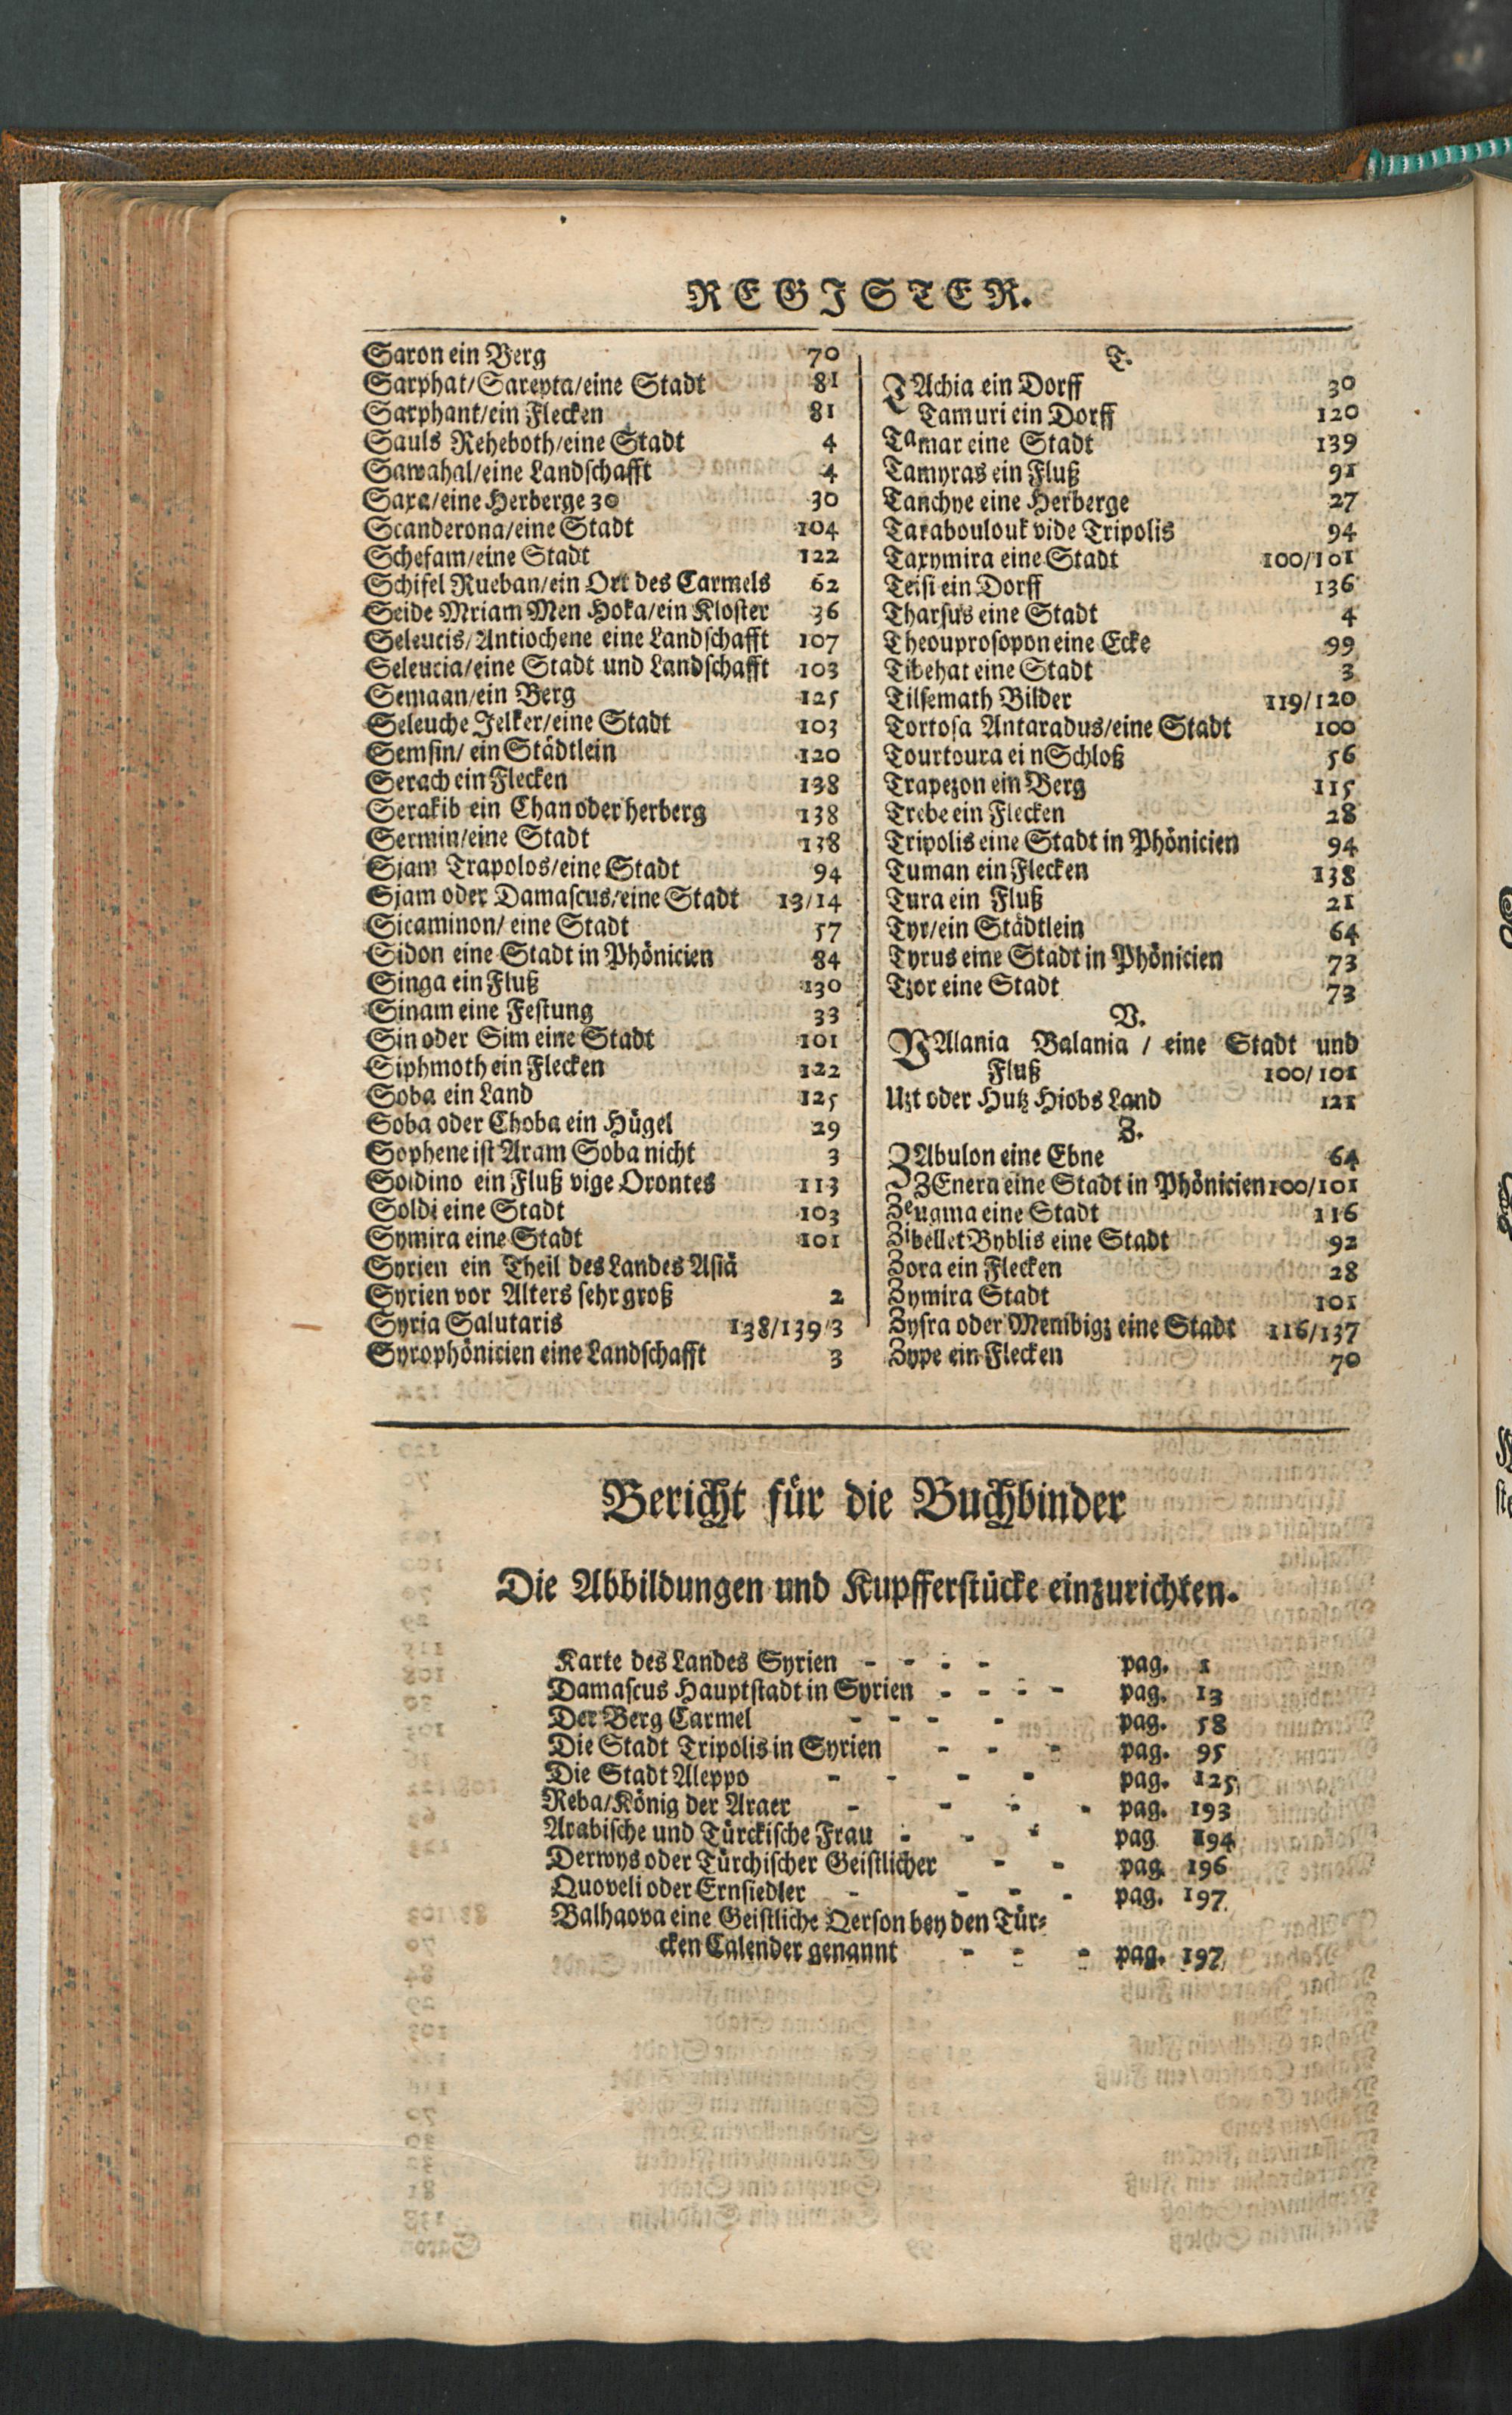 REGISTER.
Saron ein Berg 70
Sarphat/Sarepta/eine Stadt 81
Sarphant/ein Flecken 81
Sauls Reheboth/eine Stadt 4
Sawahal/eine Landschafft 4
Saxa/eine Herberge 30 30
Scanderona/eine Stadt 104
Schefam/eine Stadt 122
Schifel Rueban/ein Ort des Carmels 62
Seide Mriam Men Hoka/ein Kloster 36
Seleucis/Antiochene eine Landschafft 107
Seleucia/eine Stadt und Landschafft 103
Semaan/ein Berg 125
Seleuche Jelker/eine Stadt 103
Semsin/ ein Städtlein 120
Serach ein Flecken 138
Serakib ein Chan oder herberg 138
Sermin/eine Stadt 138
Sjam Trapolos/eine Stadt 94
Sjam oder Damascus/eine Stadt 13/14
Sicaminon/ eine Stadt 57
Sidon eine Stadt in Phönicien 84
Singa ein Fluß 130
Sinam eine Festung 33
Sin oder Sim eine Stadt 101
Siphmoth ein Flecken 122
Soba ein Land 125
Soba oder Choba ein Hügel 29
Sophene ist Aram Soba nicht 3
Soldino ein Fluß vige Orontes 113
Soldi eine Stadt 103
Symira eine Stadt 101
Syrien ein Theil des Landes Asiä
Syrien vor Alters sehr groß 2
Syria Salutaris 138/139/3
Syrophönicien eine Landschafft 3
T.
TAchia ein Dorff 30
Tamuri ein Dorff 120
Tamar eine Stadt 139
Tamyras ein Fluß 91
Tanchye eine Herberge 27
Taraboulouk vide Tripolis 94
Taxymira eine Stadt 100/101
Teisi ein Dorff 136
Tharsus eine Stadt 4
Theouprosopon eine Ecke 99
Tibehat eine Stadt 3
Tilsemath Bilder 119/120
Tortosa Antaradus/eine Stadt 100
Tourtoura ei nSchloß 56
Trapezon ein Berg 115
Trebe ein Flecken 28
Tripolis eine Stadt in Phönicien 94
Tuman ein Flecken 138
Tura ein Fluß 21
Tyr/ein Städtlein 64
Tyrus eine Stadt in Phönicien 73
Tzor eine Stadt 73
V.
VAlania Balania / eine Stadt und
Fluß 100/101
Uzt oder Hutz Hiobs Land 121
Z.
ZAbulon eine Ebne 64
ZEnera eine Stadt in Phönicien 100/101
Zeugma eine Stadt 116
Zibellet Byblis eine Stadt 92
Zora ein Flecken 28
Zymira Stadt 101
Zysra oder Membigz eine Stadt 116/137
Zype ein Flecken 70
Bericht für die Buchbinder
Die Abbildungen und Kupfferstücke einzurichten.
Karte des Landes Syrien - - - - pag. 1
Damascus Hauptstadt in Syrien - - - - pag. 13
Der Berg Carmel - - - - pag. 58
Die Stadt Tripolis in Syrien - - - pag. 95
Die Stadt Aleppo - - - - pag. 125
Reba/König der Araer - - - - pag. 193
Arabische und Türckische Frau - - - pag 194
Derwys oder Türchischer Geistlicher - - pag. 196
Quoveli oder Ernsiedler - - - - pag. 197
Balhaova eine Geistliche Qerson bey den Tür-
cken Calender genannt - - - pag. 197